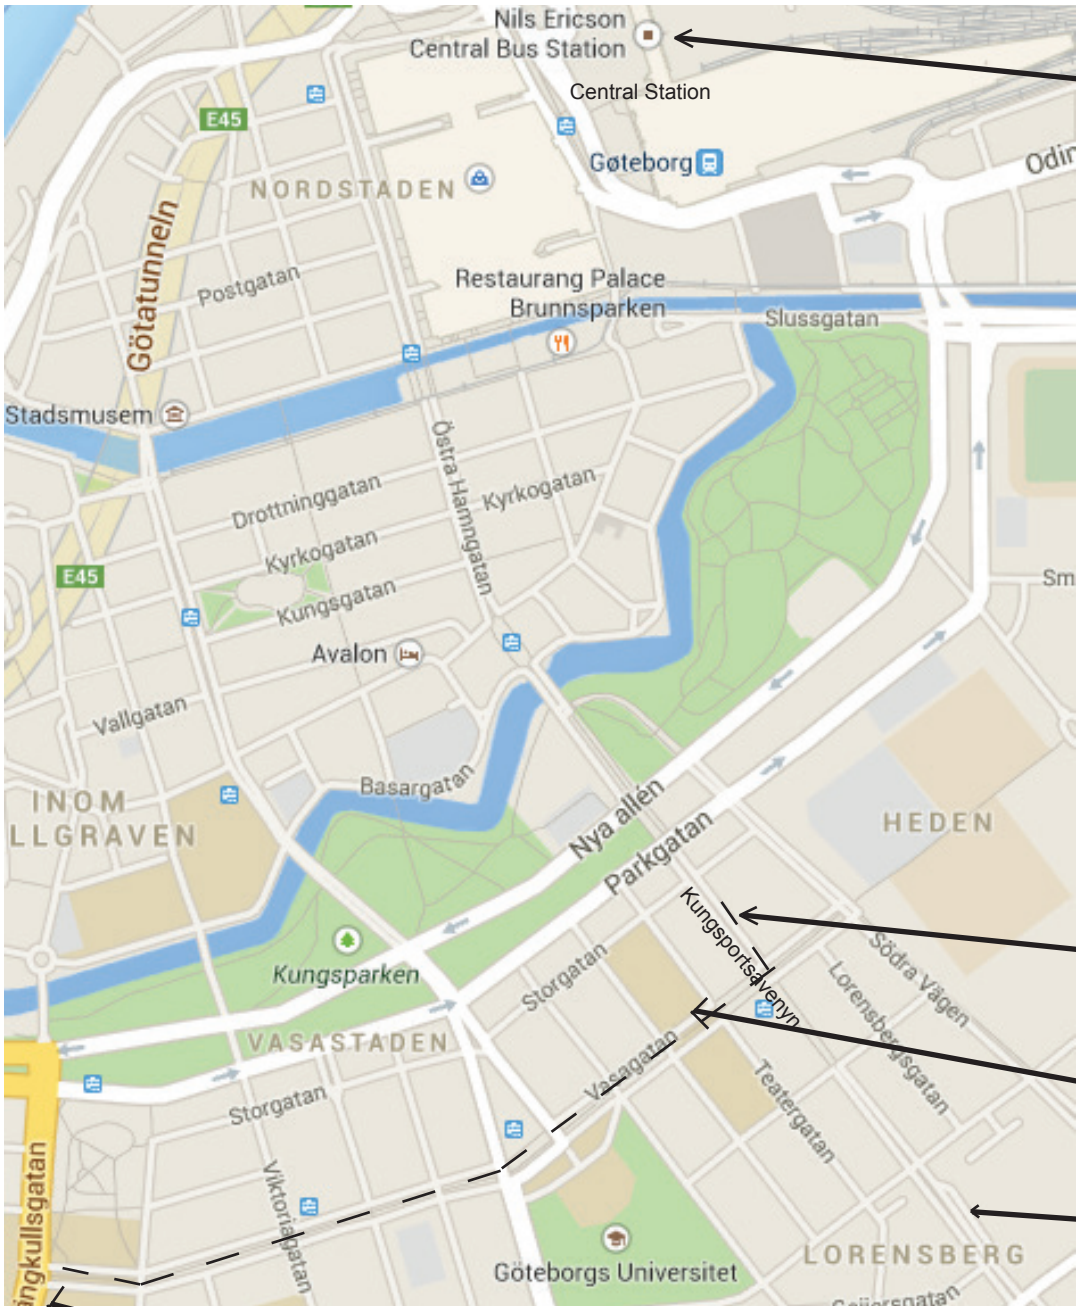 Nils Ericson
Central Bus Station
Central Station
E45
Gøteborg
Odin
NORDSTADEN
Götatunneln
Postgatan
Restaurang Palace
Brunnsparken
Slussgatan
Stadsmusem
Östra Hamngatan
Drottninggatan
Kyrkogatan
Kyrkogatan
E45
Kungsgatan
Sm
Avalon
Vallgatan
Basargatan
INOM
LLGRAVEN
Nya allén
Parkgatan
HEDEN
Kungsportsavenyn
Kungsparken
Storgatan
Södra Vägen
Lorensbergsgatan
VASASTADEN
Vasagatan
Teatergatan
Storgatan
Viktoriagatan
ängkullsgatan
LORENSBERG
Göteborgs Universitet
Geijersgatan